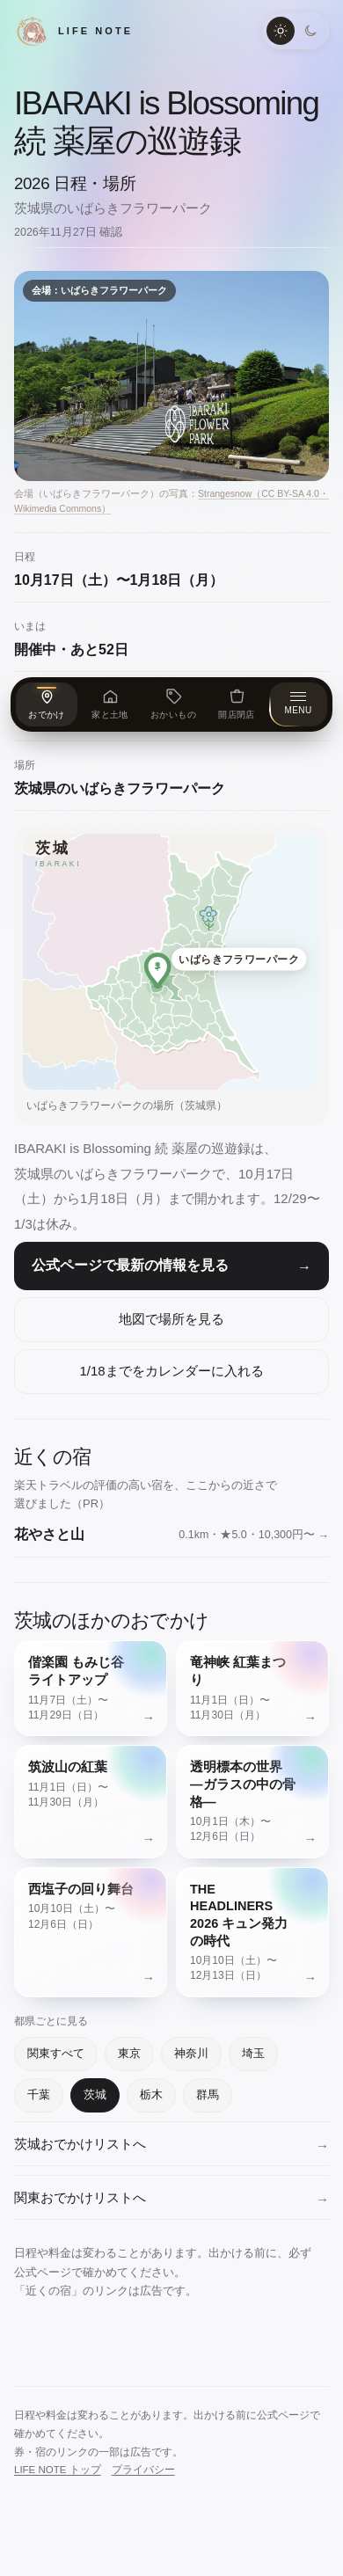 LIFE NOTE
IBARAKI is Blossoming
続 薬屋の巡遊録
2026 日程・場所
茨城県のいばらきフラワーパーク
2026年11月27日 確認
会場：いばらきフラワーパーク
IBARAKI
FLOWER
PARK
会場（いばらきフラワーパーク）の写真：Strangesnow（CC BY-SA 4.0・
Wikimedia Commons）
日程
10月17日（土）〜1月18日（月）
いまは
開催中・あと52日
おでかけ
家と土地
おかいもの
開店閉店
MENU
場所
茨城県のいばらきフラワーパーク
茨城
IBARAKI
いばらきフラワーパーク
いばらきフラワーパークの場所（茨城県）
IBARAKI is Blossoming 続 薬屋の巡遊録は、
茨城県のいばらきフラワーパークで、10月17日
（土）から1月18日（月）まで開かれます。12/29〜
1/3は休み。
公式ページで最新の情報を見る →
地図で場所を見る
1/18までをカレンダーに入れる
近くの宿
楽天トラベルの評価の高い宿を、ここからの近さで
選びました（PR）
花やさと山 0.1km・★5.0・10,300円〜 →
茨城のほかのおでかけ
偕楽園 もみじ谷
ライトアップ
11月7日（土）〜
11月29日（日） →
竜神峡 紅葉まつ
り
11月1日（日）〜
11月30日（月） →
筑波山の紅葉
11月1日（日）〜
11月30日（月）
→
透明標本の世界
―ガラスの中の骨
格―
10月1日（木）〜
12月6日（日） →
西塩子の回り舞台
10月10日（土）〜
12月6日（日）
→
THE
HEADLINERS
2026 キュン発力
の時代
10月10日（土）〜
12月13日（日） →
都県ごとに見る
関東すべて 東京 神奈川 埼玉
千葉 茨城 栃木 群馬
茨城おでかけリストへ →
関東おでかけリストへ →
日程や料金は変わることがあります。出かける前に、必ず
公式ページで確かめてください。
「近くの宿」のリンクは広告です。
日程や料金は変わることがあります。出かける前に公式ページで
確かめてください。
券・宿のリンクの一部は広告です。
LIFE NOTE トップ プライバシー